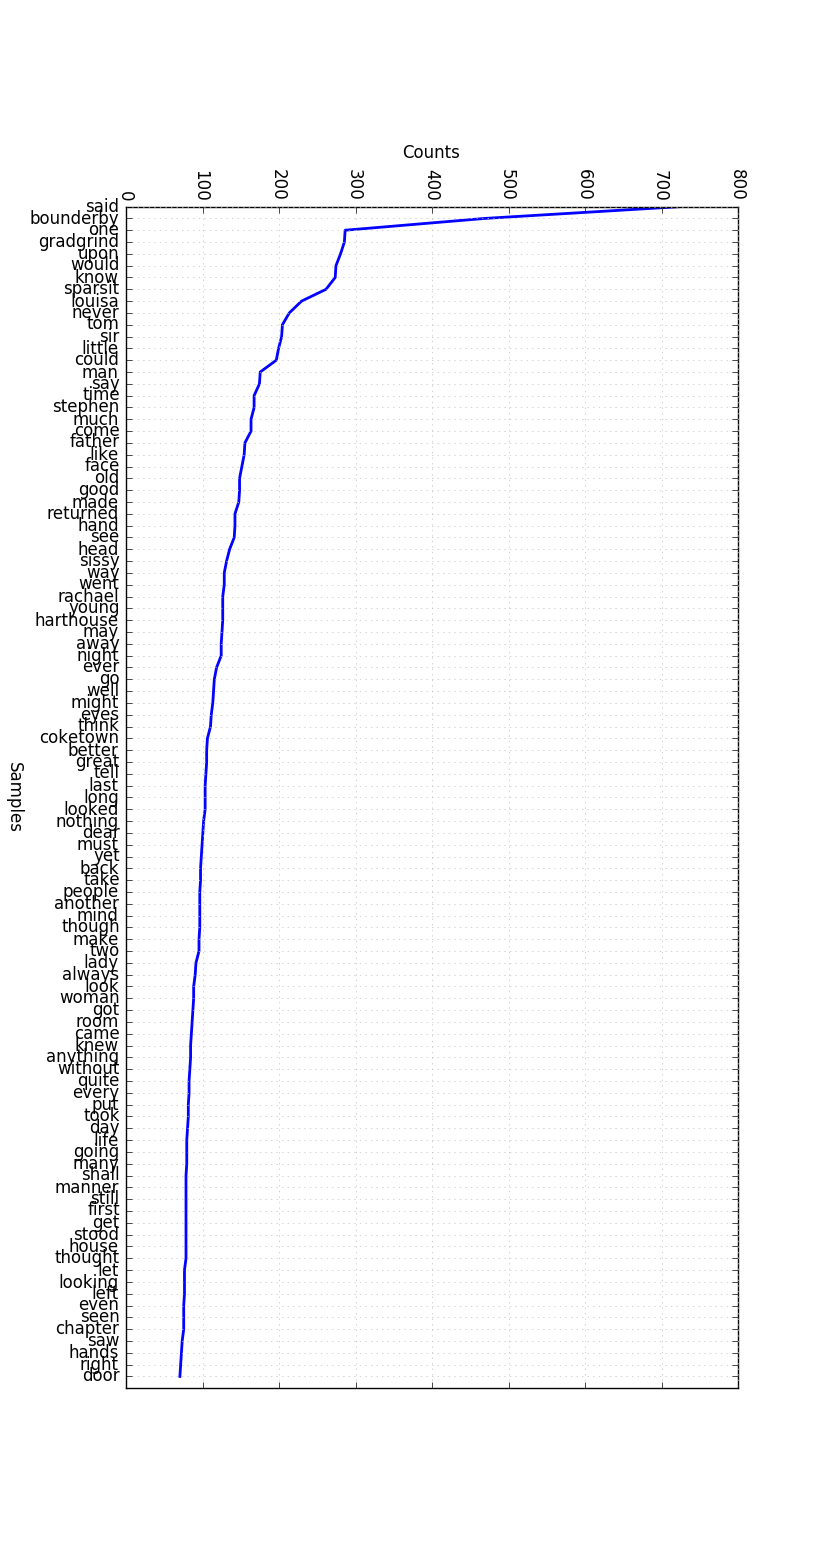 Counts
0 100 200 300 400 500 600 700 800
said
bounderby
one
gradgrind
upon
would
know
sparsit
louisa
never
tom
sir
little
could
man
say
time
stephen
much
come
father
like
face
old
good
made
returned
hand
see
head
sissy
way
went
rachael
young
harthouse
may
away
night
ever
go
well
might
eyes
think
coketown
better
great
tell
last
long
looked
nothing
dear
must
yet
back
take
people
another
mind
though
make
two
lady
always
look
woman
got
room
came
knew
anything
without
quite
every
put
took
day
life
going
many
shall
manner
still
first
get
stood
house
thought
let
looking
left
even
seen
chapter
saw
hands
right
door
Samples